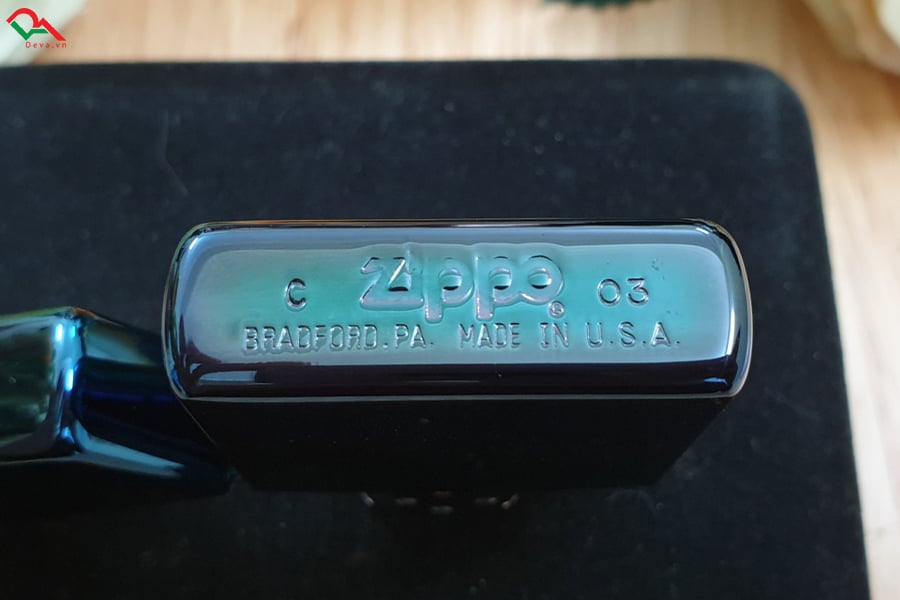 Deva.vn
C Zippo® 03
BRADFORD.PA. MADE IN U.S.A.